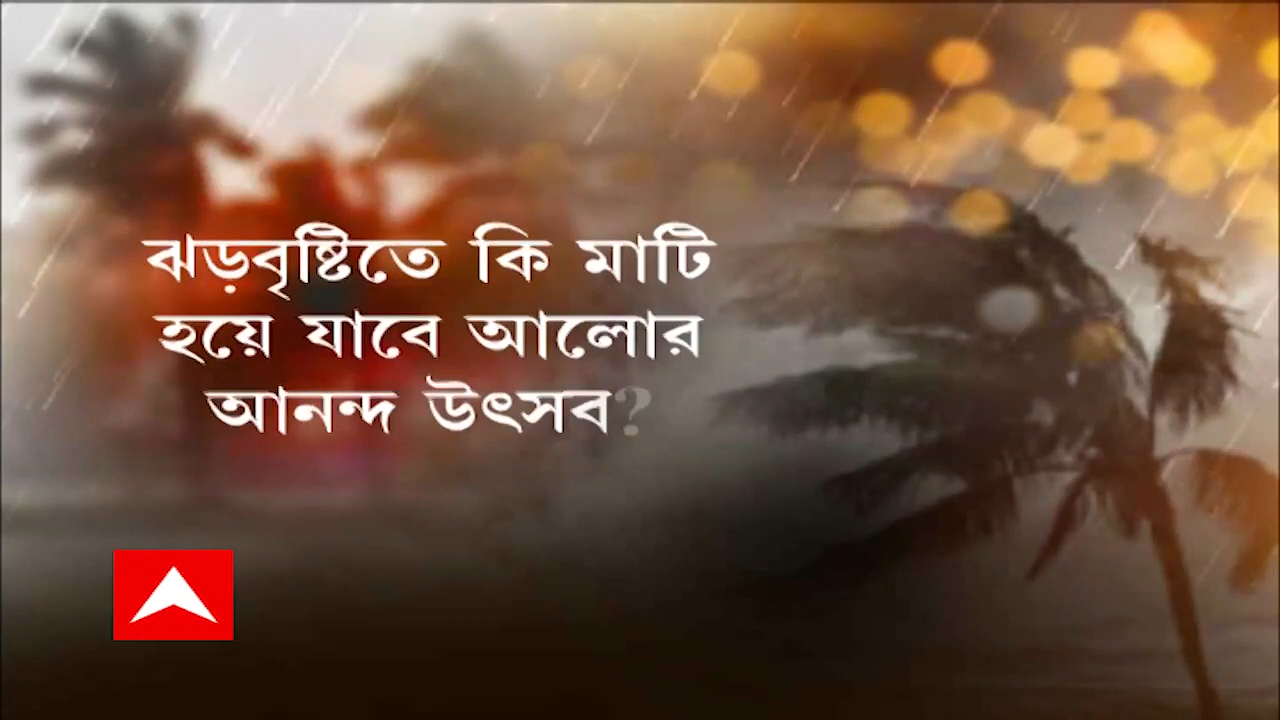 ঝড়বৃষ্টিতে কি মাটি
হয়ে যাবে আলোর
আনন্দ উৎসব?